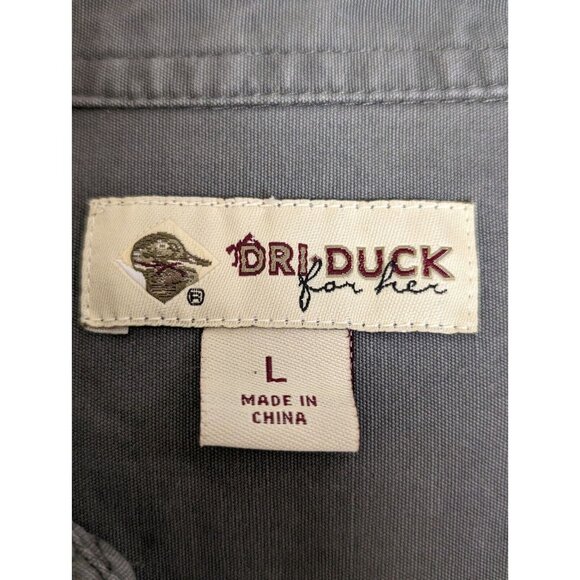 DRI DUCK
for her
®
L
MADE IN
CHINA